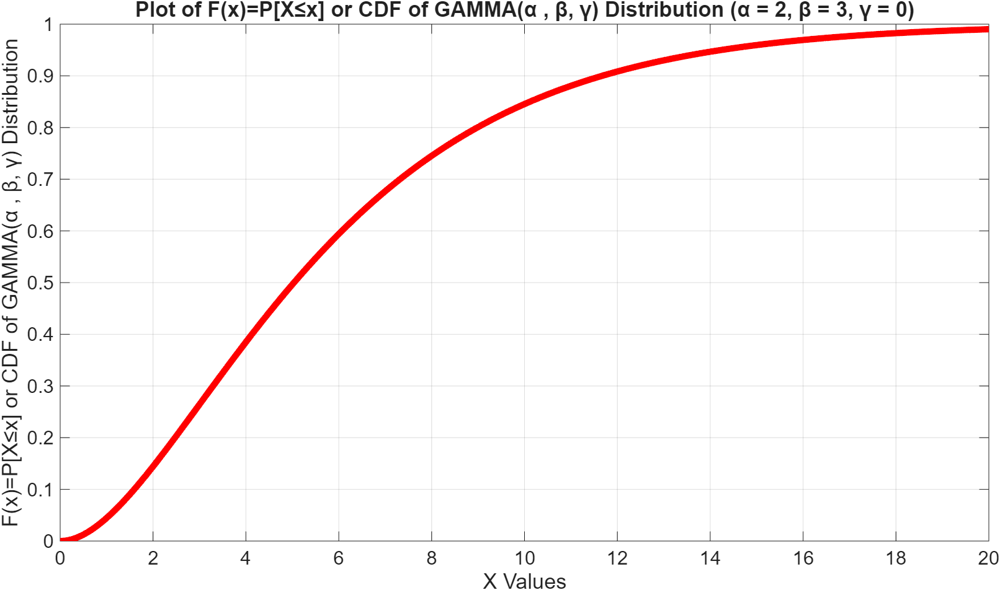 Plot of F(x)=P[X≤x] or CDF of GAMMA(α , β, γ) Distribution (α = 2, β = 3, γ = 0)
F(x)=P[X≤x] or CDF of GAMMA(α , β, γ) Distribution
1
0.9
0.8
0.7
0.6
0.5
0.4
0.3
0.2
0.1
0
0 2 4 6 8 10 12 14 16 18 20
X Values